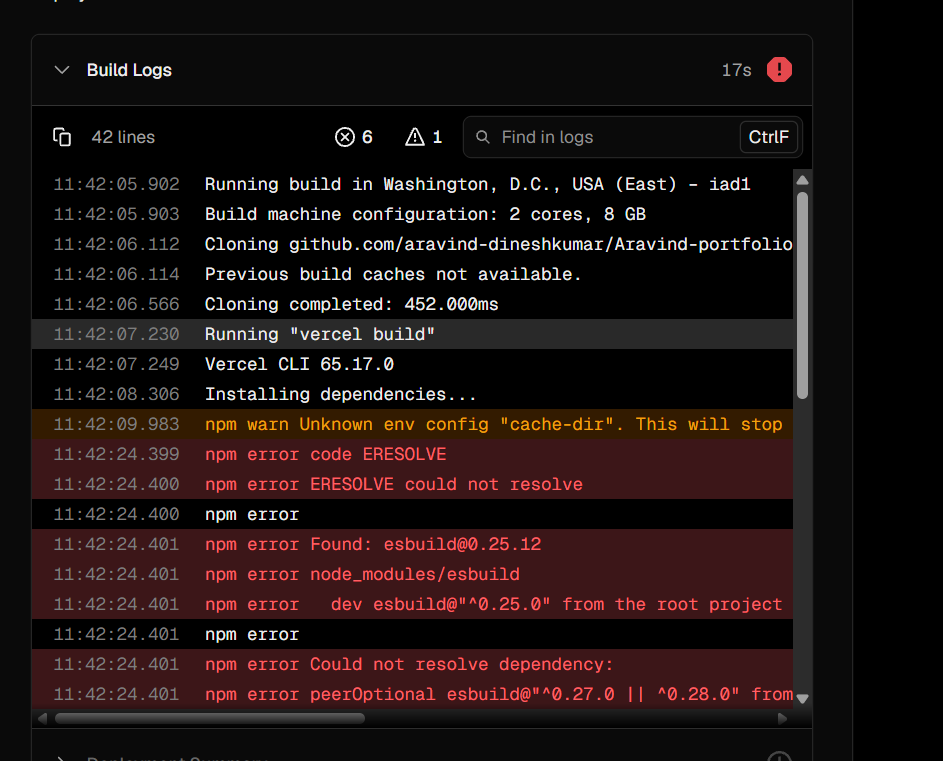 Build Logs
17s
42 lines
6
1
Find in logs
CtrlF
11:42:05.902 Running build in Washington, D.C., USA (East) – iad1
11:42:05.903 Build machine configuration: 2 cores, 8 GB
11:42:06.112 Cloning github.com/aravind-dineshkumar/Aravind-portfolio
11:42:06.114 Previous build caches not available.
11:42:06.566 Cloning completed: 452.000ms
11:42:07.230 Running "vercel build"
11:42:07.249 Vercel CLI 65.17.0
11:42:08.306 Installing dependencies...
11:42:09.983 npm warn Unknown env config "cache-dir". This will stop
11:42:24.399 npm error code ERESOLVE
11:42:24.400 npm error ERESOLVE could not resolve
11:42:24.400 npm error
11:42:24.401 npm error Found: esbuild@0.25.12
11:42:24.401 npm error node_modules/esbuild
11:42:24.401 npm error   dev esbuild@"^0.25.0" from the root project
11:42:24.401 npm error
11:42:24.401 npm error Could not resolve dependency:
11:42:24.401 npm error peerOptional esbuild@"^0.27.0 || ^0.28.0" from